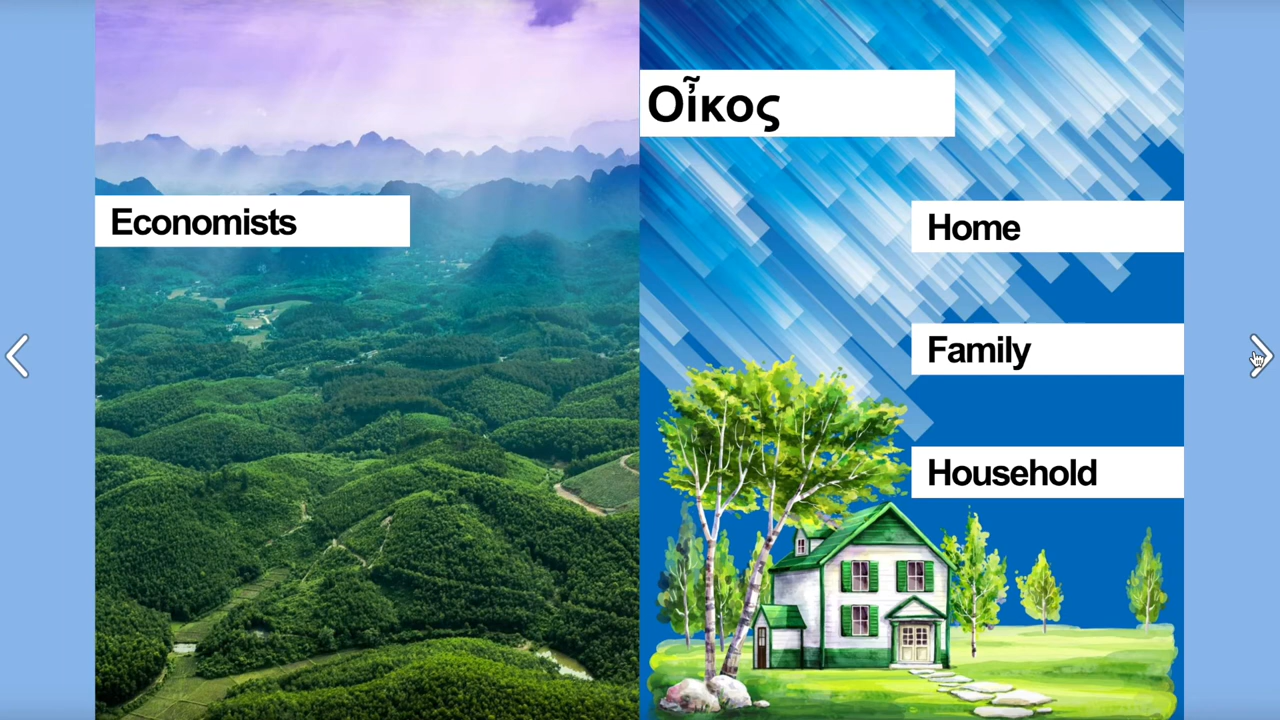 Economists
Οἶκος
Home
Family
Household